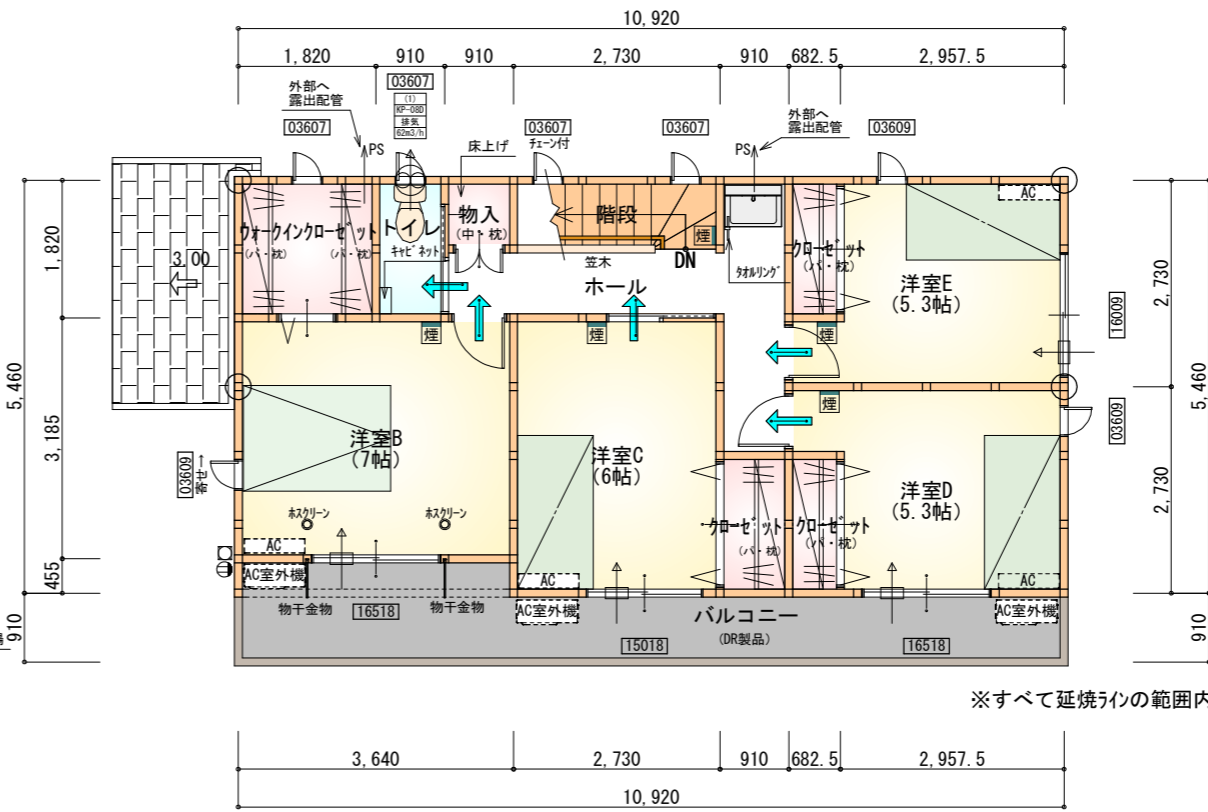 10,920
1,820
910
910
2,730
910
682.5
2,957.5
外部へ
露出配管
03607
03607
(1)
KP-08D
排気
62m3/h
床上げ
03607
チェーン付
03607
外部へ
露出配管
03609
PS
PS
ウォークインクローゼット
(パ・枕)
(パ・枕)
トイレ
キャビネット
物入
(中・枕)
階段
煙
DN
笠木
ホール
タオルリング
クローゼット
(パ・枕)
AC
洋室E
(5.3帖)
3.00
5,460
1,820
3,185
455
910
2,730
2,730
5,460
910
16009
03609
煙
煙
煙
煙
洋室B
(7帖)
洋室C
(6帖)
洋室D
(5.3帖)
03609
寄せ→
ホスクリーン
ホスクリーン
クローゼット
(パ・枕)
クローゼット
(パ・枕)
AC
AC
AC
AC室外機
AC室外機
AC室外機
物干金物
16518
物干金物
15018
バルコニー
(DR製品)
16518
※すべて延焼ラインの範囲内
3,640
2,730
910
682.5
2,957.5
10,920